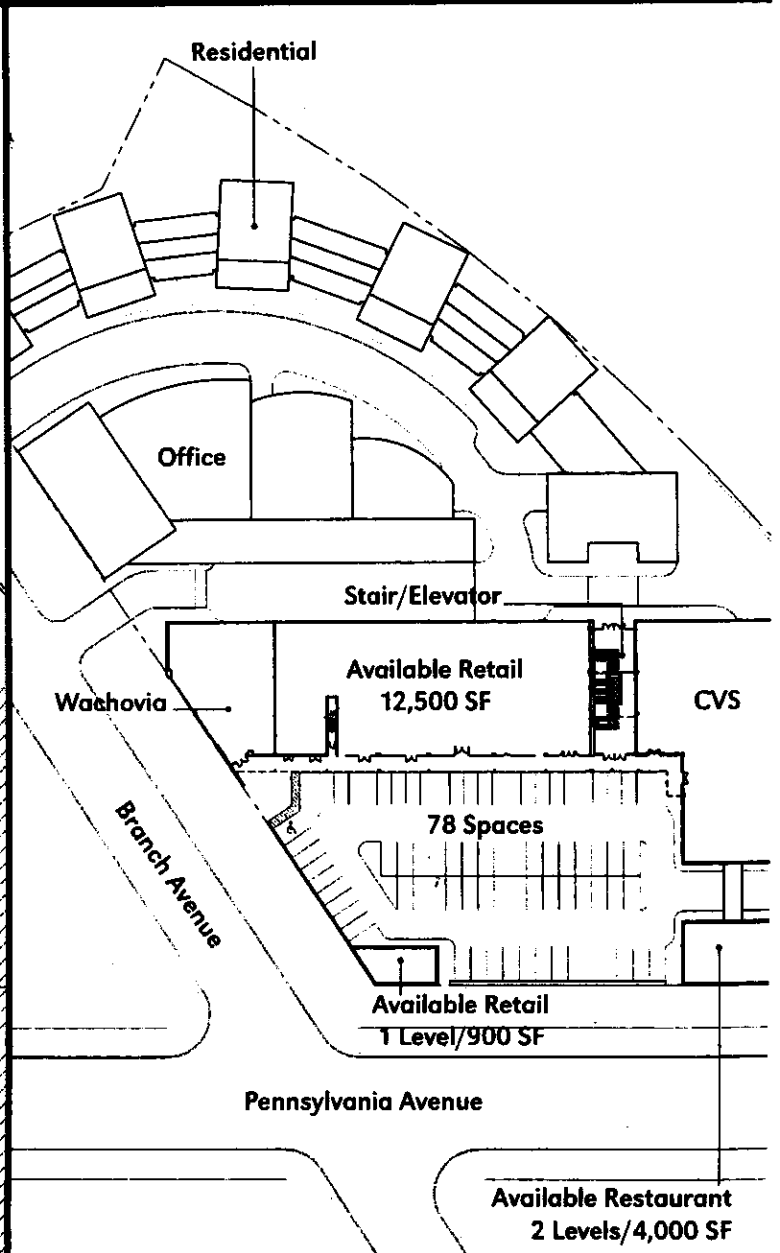 Residential
Office
Stair/Elevator
Available Retail
12,500 SF
Wachovia
CVS
78 Spaces
Branch Avenue
Available Retail
1 Level/900 SF
Pennsylvania Avenue
Available Restaurant
2 Levels/4,000 SF